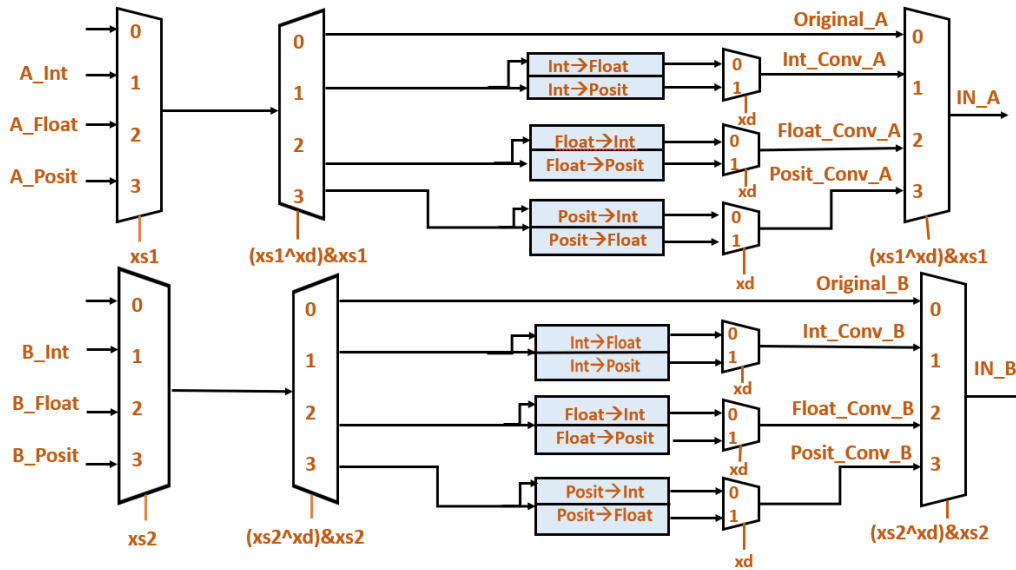 0
0
0
Original_A
0
A_Int
1
1
Int→Float
0
Int_Conv_A
1
Int→Posit
1
xd
IN_A
A_Float
2
2
Float→Int
0
Float_Conv_A
2
Float→Posit
1
xd
A_Posit
3
3
Posit_Conv_A
3
Posit→Int
0
Posit→Float
1
xs1
(xs1^xd)&xs1
xd
(xs1^xd)&xs1
0
0
Original_B
0
B_Int
1
1
Int→Float
0
Int_Conv_B
1
Int→Posit
1
xd
IN_B
B_Float
2
2
Float→Int
0
Float_Conv_B
2
Float→Posit
1
xd
B_Posit
3
3
Posit_Conv_B
3
Posit→Int
0
Posit→Float
1
xs2
(xs2^xd)&xs2
xd
(xs2^xd)&xs2